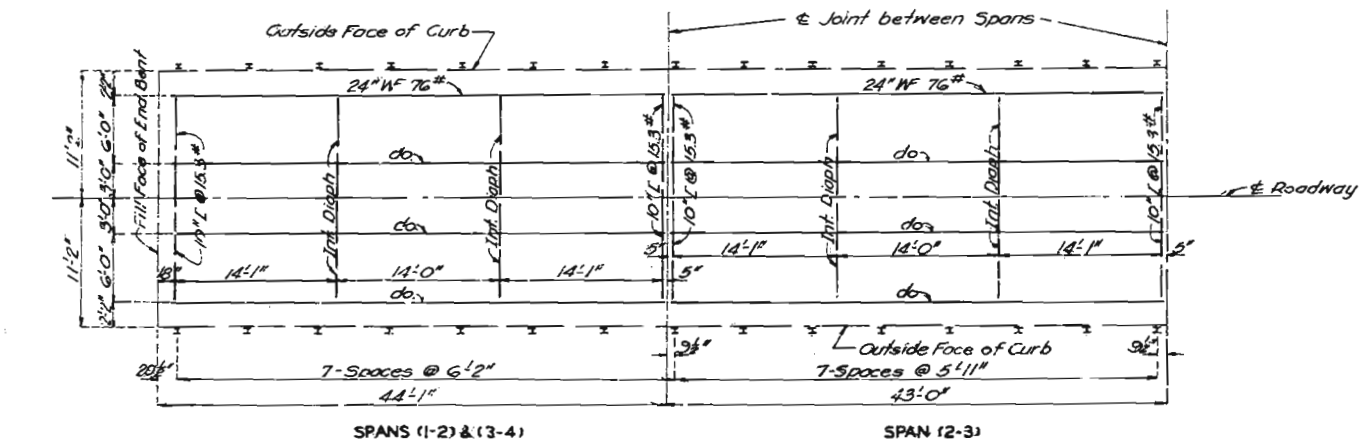 Outside Face of Curb
℄ Joint between Spans
24" WF 76#
24" WF 76#
Fill Face of End Bent
10" [ @ 15.3#
Int. Diaph
Int. Diaph
10" [ @ 15.3#
10" [ @ 15.3#
Int. Diaph
Int. Diaph
10" [ @ 15.3#
do
do
do
do
do
do
℄ Roadway
11'-2"
11'-2"
2'-2"
6'-0"
3'-0"
3'-0"
6'-0"
2'-2"
18"
14'-1"
14'-0"
14'-1"
5"
5"
14'-1"
14'-0"
14'-1"
5"
Outside Face of Curb
9½"
9½"
7-Spaces @ 6'-2"
7-Spaces @ 5'-11"
44'-1"
43'-0"
SPANS (1-2) & (3-4)
SPAN (2-3)